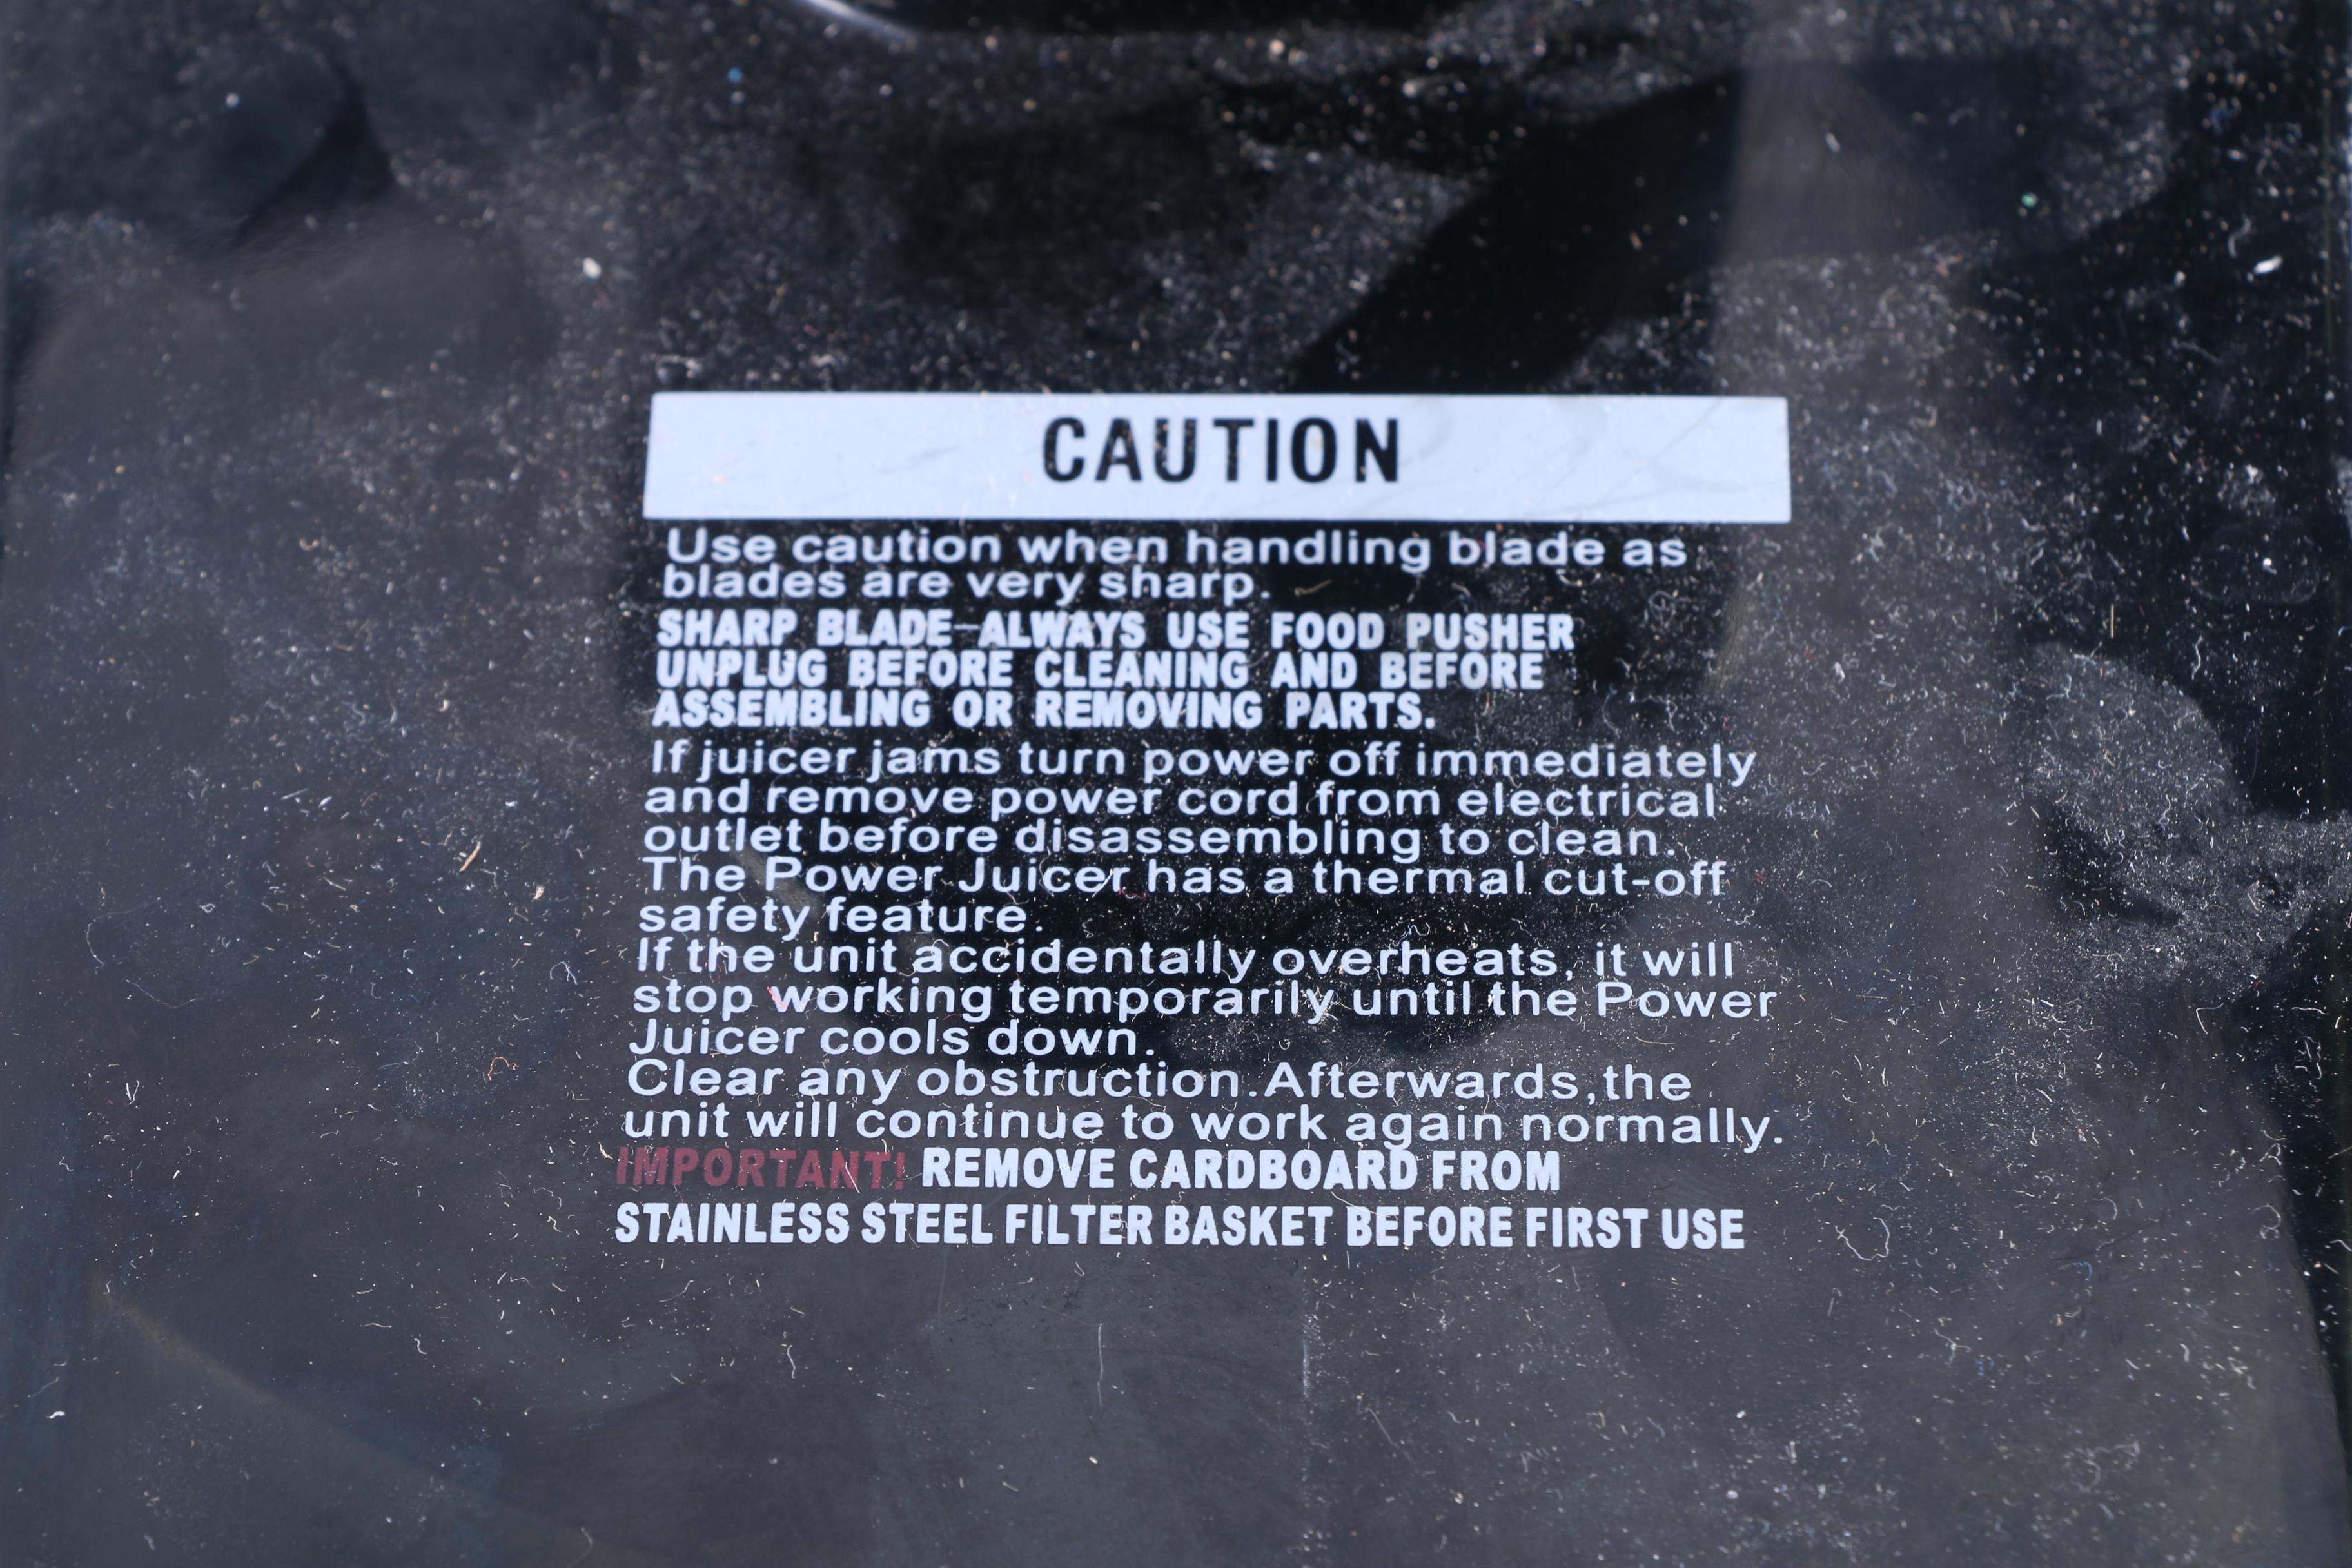 CAUTION
Use caution when handling blade as
blades are very sharp.
SHARP BLADE-ALWAYS USE FOOD PUSHER
UNPLUG BEFORE CLEANING AND BEFORE
ASSEMBLING OR REMOVING PARTS.
If juicer jams turn power off immediately
and remove power cord from electrical
outlet before disassembling to clean.
The Power Juicer has a thermal cut-off
safety feature.
If the unit accidentally overheats, it will
stop working temporarily until the Power
Juicer cools down.
Clear any obstruction.Afterwards,the
unit will continue to work again normally.
IMPORTANT! REMOVE CARDBOARD FROM
STAINLESS STEEL FILTER BASKET BEFORE FIRST USE